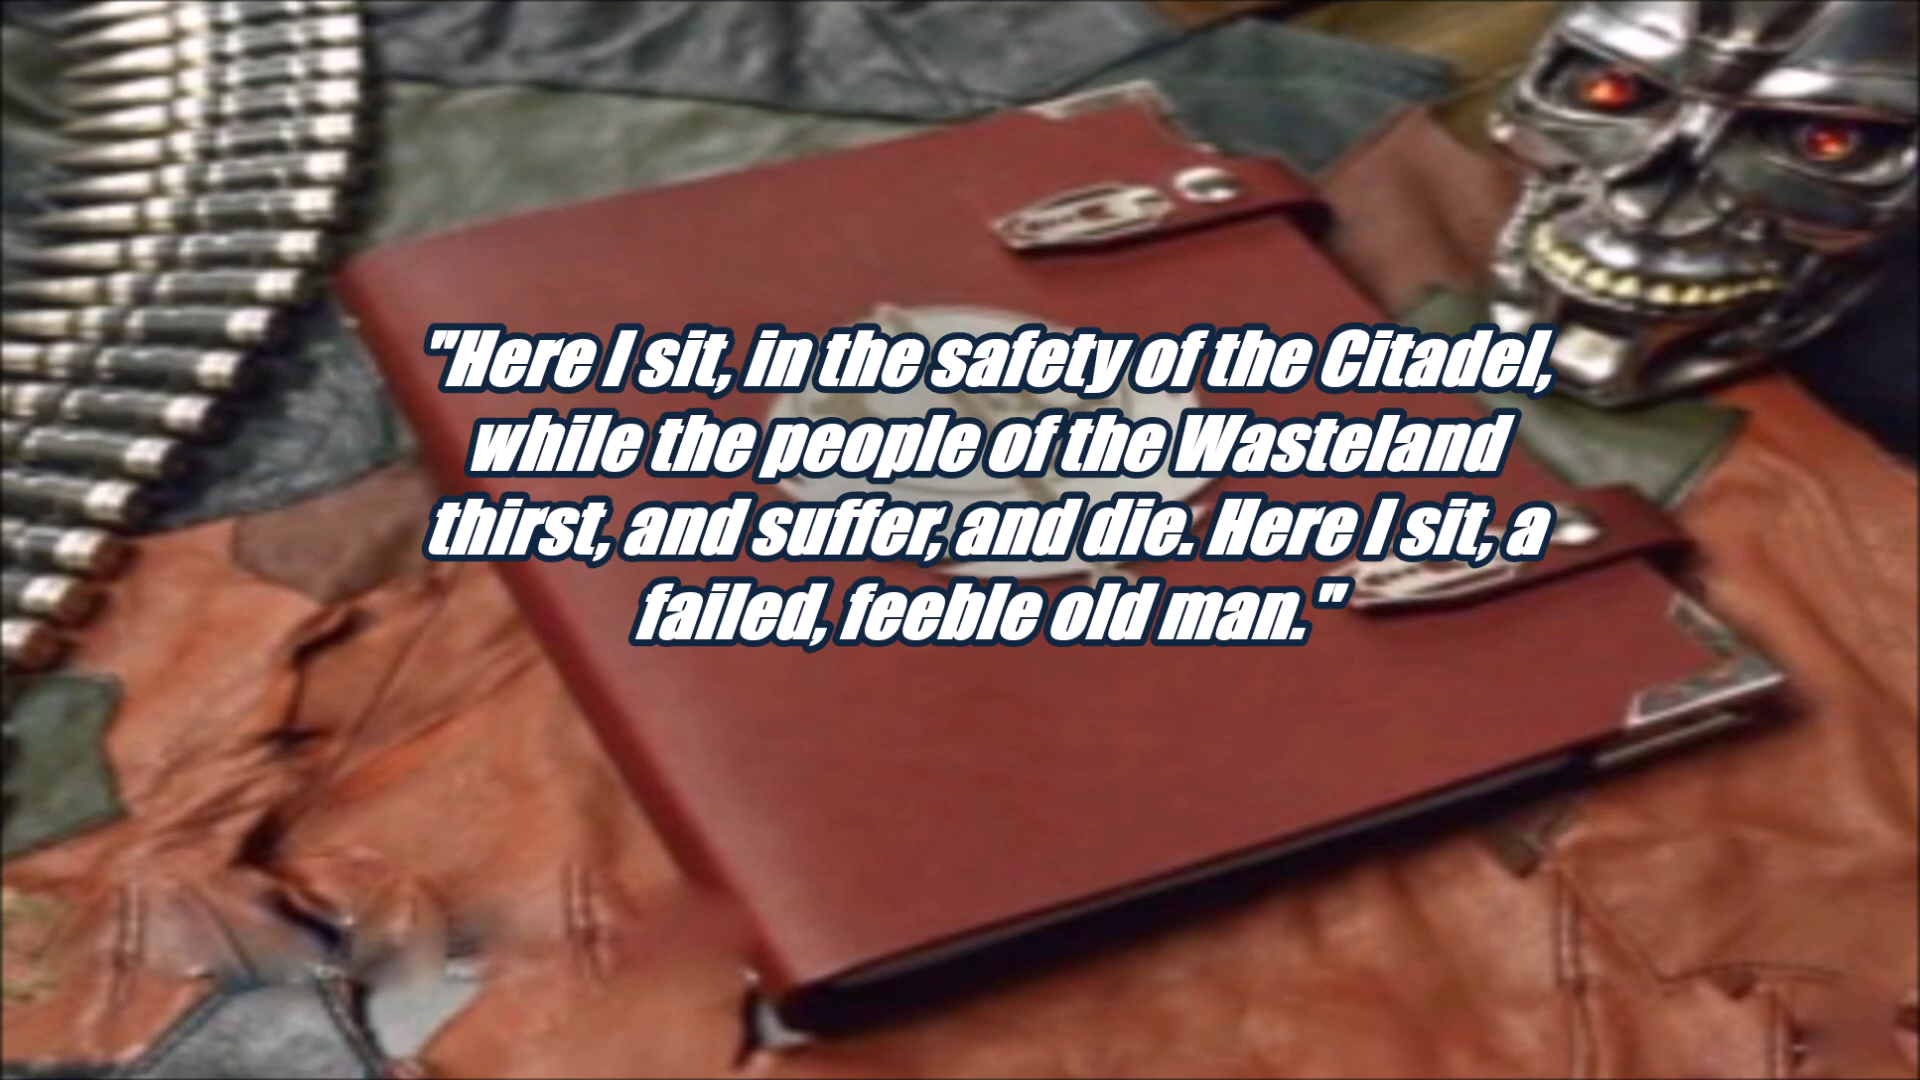 "Here I sit, in the safety of the Citadel,
while the people of the Wasteland
thirst, and suffer, and die. Here I sit, a
failed, feeble old man."